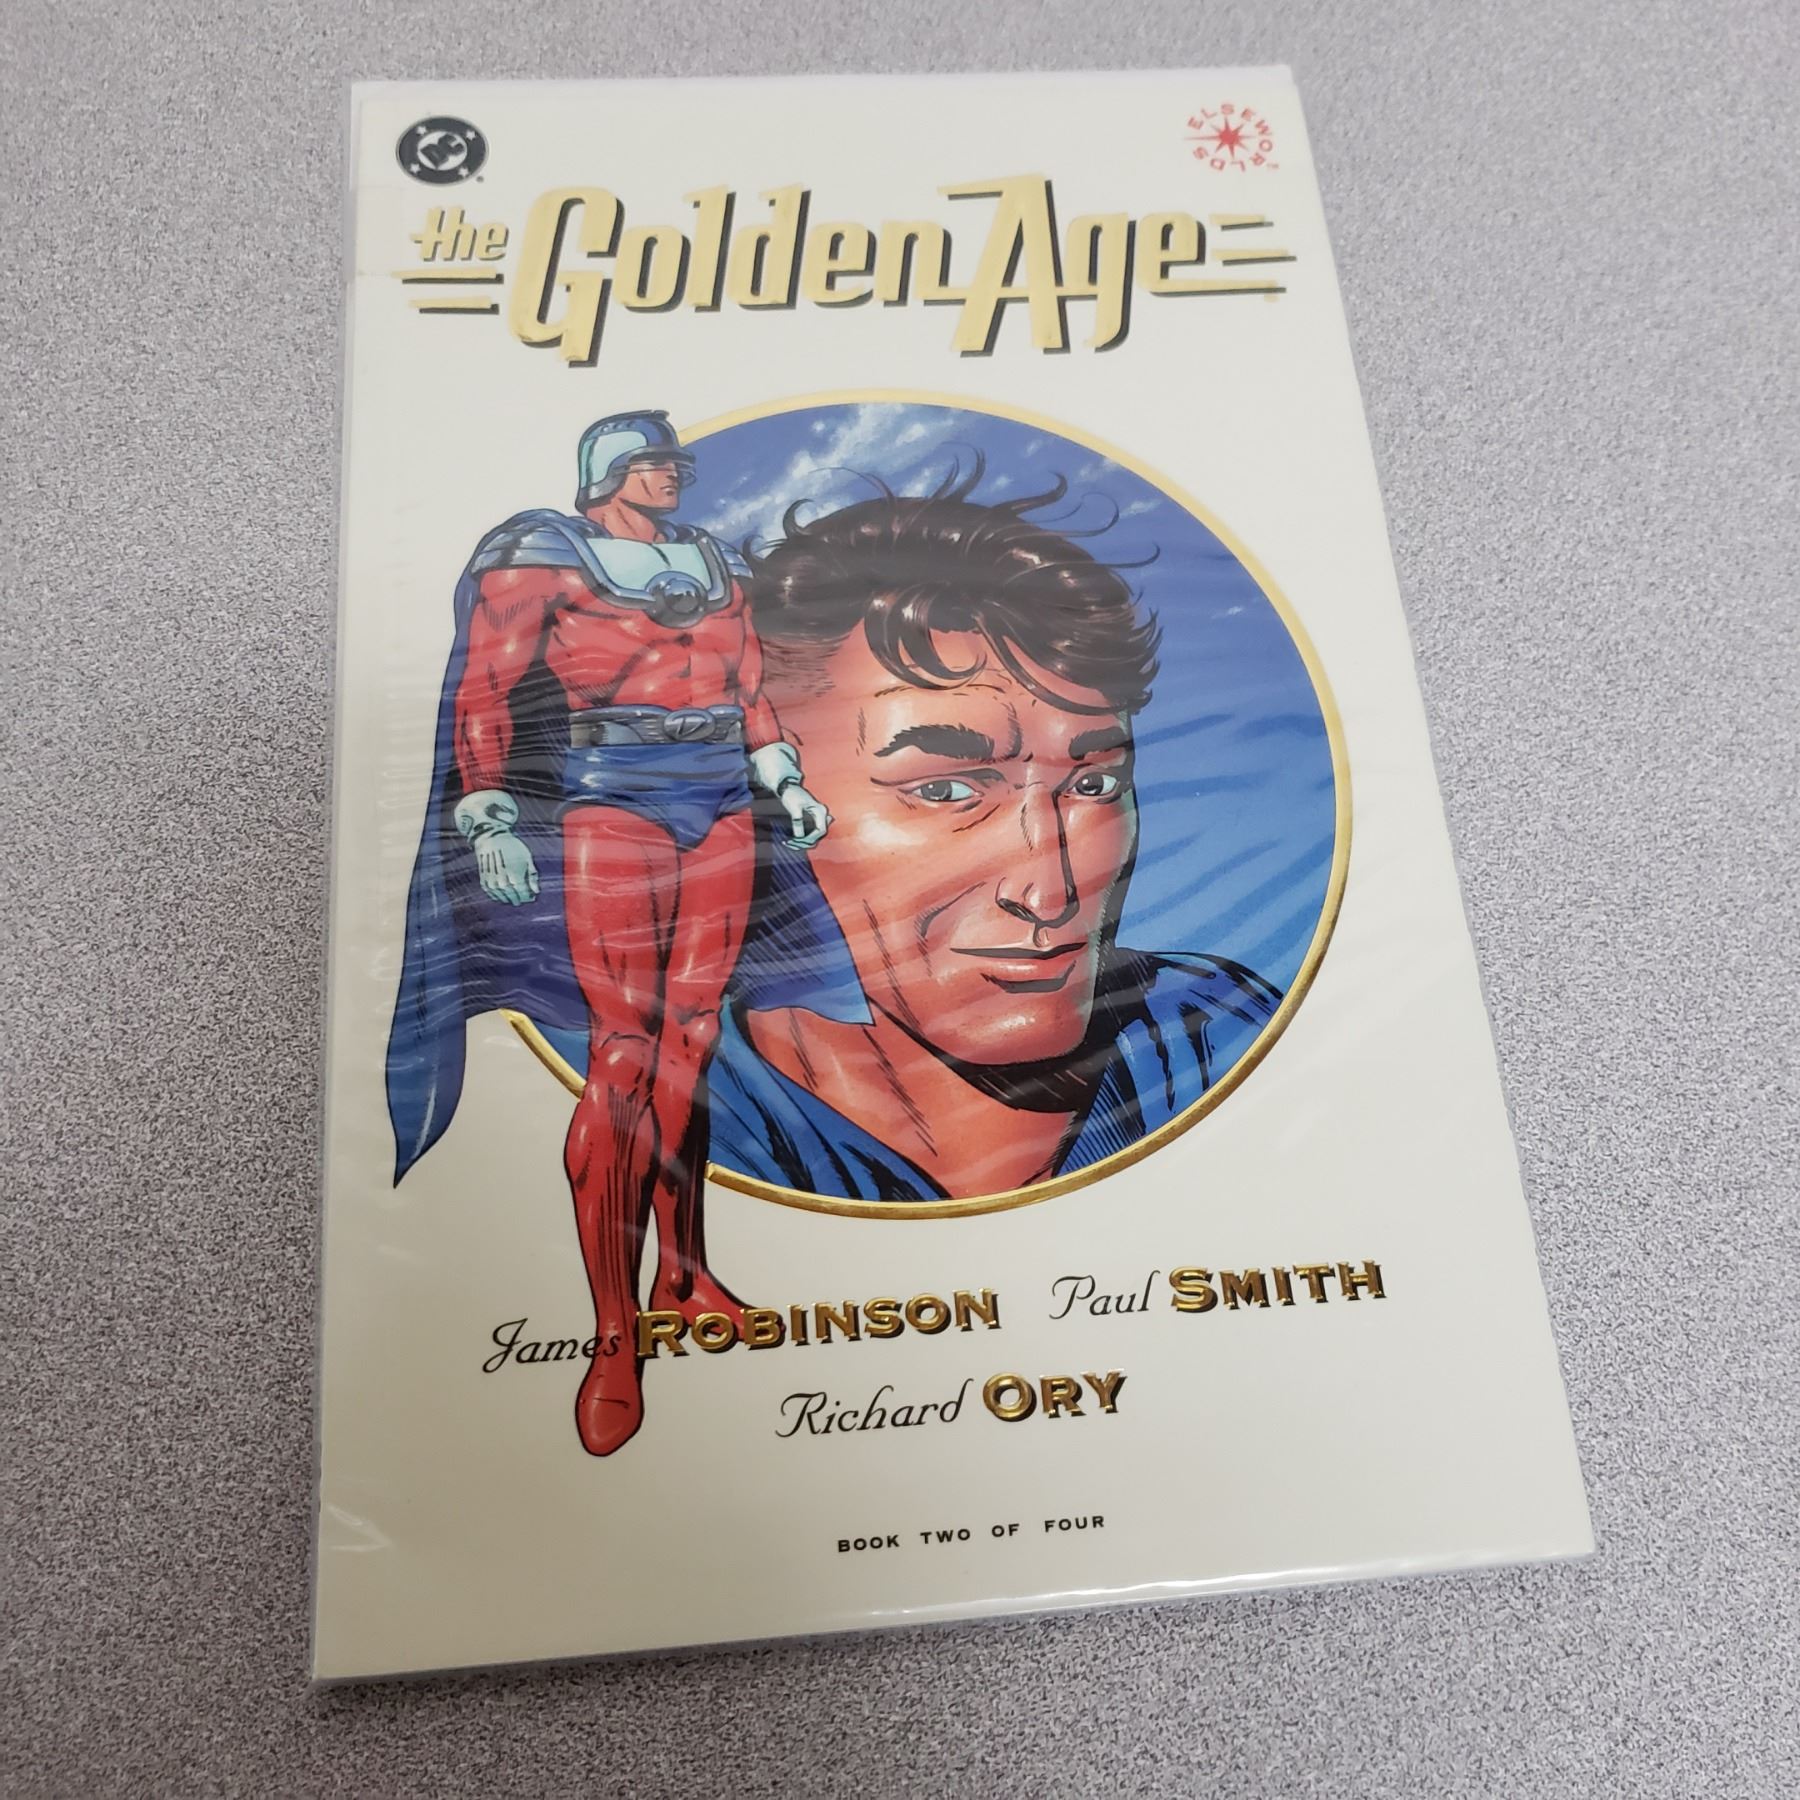 DC
ELSEWORLDS
the Golden Age
James ROBINSON Paul SMITH
Richard ORY
BOOK TWO OF FOUR